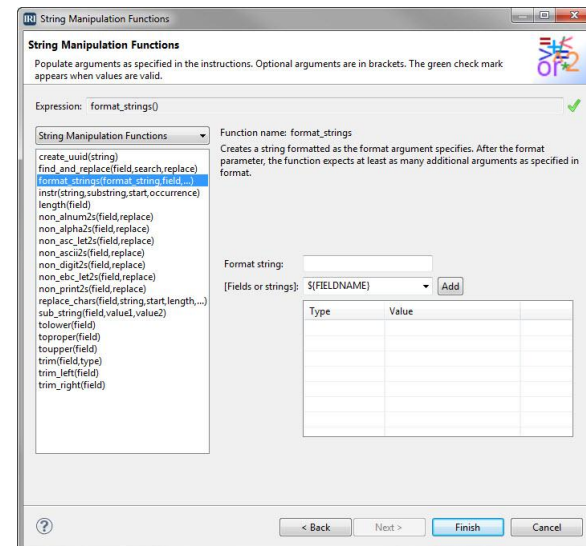 IRI String Manipulation Functions
String Manipulation Functions
Populate arguments as specified in the instructions. Optional arguments are in brackets. The green check mark
appears when values are valid.
Expression: format_strings()
String Manipulation Functions
create_uuid(string)
find_and_replace(field,search,replace)
format_strings(format_string,field,...)
instr(string,substring,start,occurrence)
length(field)
non_alnum2s(field,replace)
non_alpha2s(field,replace)
non_asc_let2s(field,replace)
non_ascii2s(field,replace)
non_digit2s(field,replace)
non_ebc_let2s(field,replace)
non_print2s(field,replace)
replace_chars(field,string,start,length,...)
sub_string(field,value1,value2)
tolower(field)
toproper(field)
toupper(field)
trim(field,type)
trim_left(field)
trim_right(field)
Function name: format_strings
Creates a string formatted as the format argument specifies. After the format
parameter, the function expects at least as many additional arguments as specified in
format.
Format string:
[Fields or strings]: ${FIELDNAME} Add
Type Value
? < Back Next > Finish Cancel